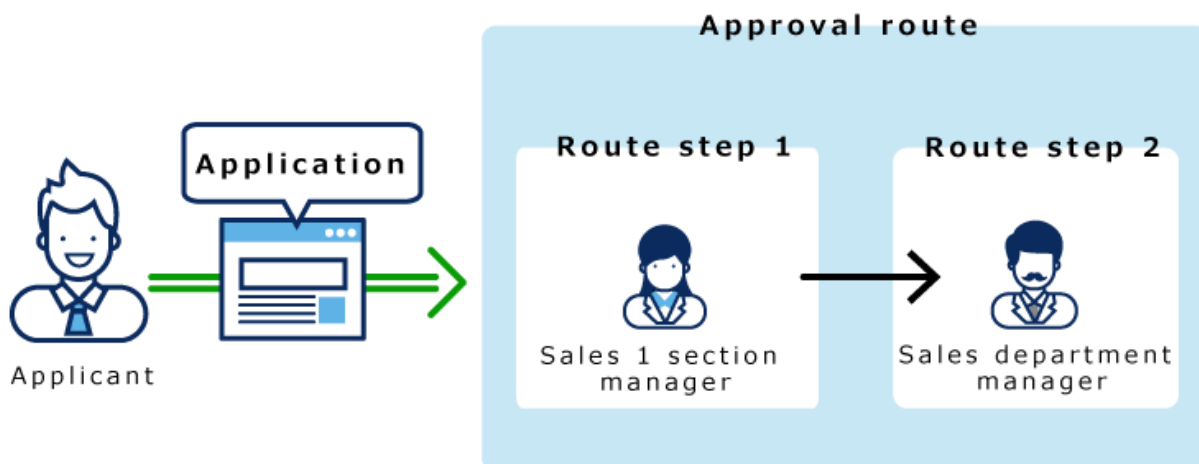 Approval route
Application
Route step 1
Route step 2
Applicant
Sales 1 section
manager
Sales department
manager